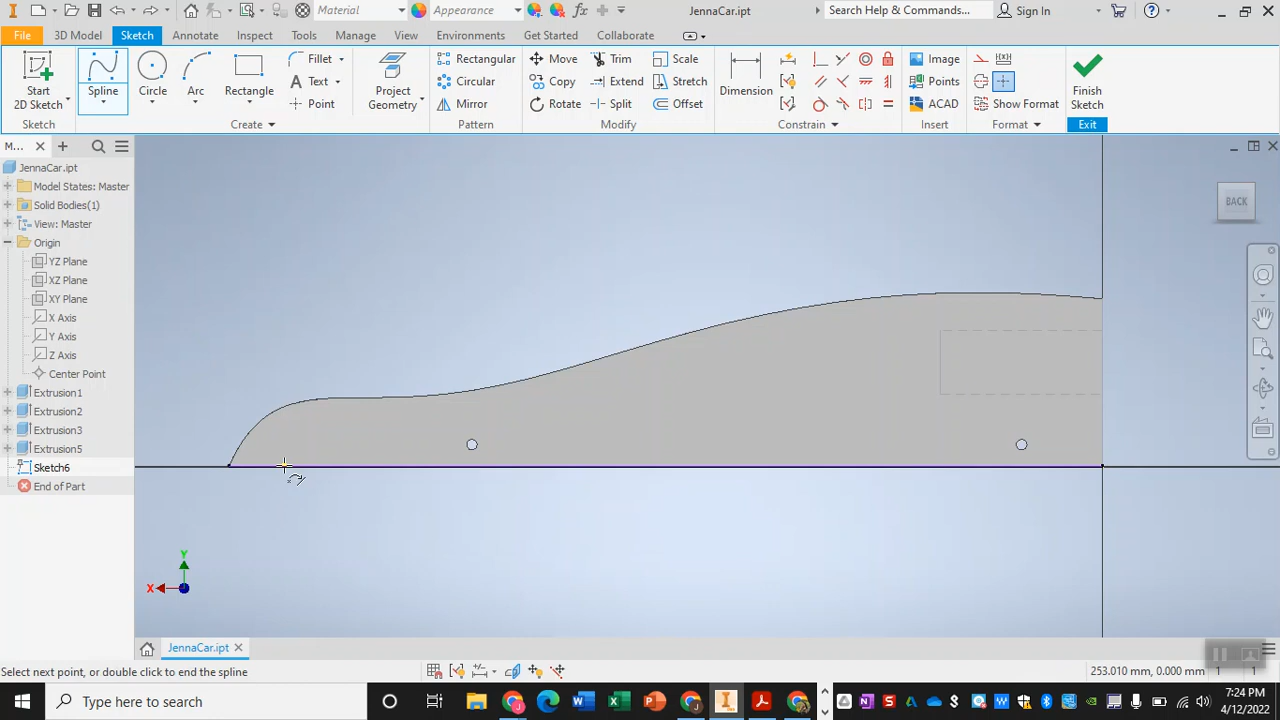 Material
Appearance
JennaCar.ipt
Search Help & Commands...
Sign In
File
3D Model
Sketch
Annotate
Inspect
Tools
Manage
View
Environments
Get Started
Collaborate
Start
2D Sketch
Spline
Circle
Arc
Rectangle
Fillet
Text
Point
Project
Geometry
Rectangular
Circular
Mirror
Move
Copy
Rotate
Trim
Extend
Split
Scale
Stretch
Offset
Dimension
Image
Points
ACAD
Show Format
Finish
Sketch
Sketch
Create
Pattern
Modify
Constrain
Insert
Format
Exit
M...
JennaCar.ipt
Model States: Master
Solid Bodies(1)
View: Master
Origin
YZ Plane
XZ Plane
XY Plane
X Axis
Y Axis
Z Axis
Center Point
Extrusion1
Extrusion2
Extrusion3
Extrusion5
Sketch6
End of Part
BACK
Y
X
JennaCar.ipt
Select next point, or double click to end the spline
253.010 mm, 0.000 mm
1
1
Type here to search
7:24 PM
4/12/2022